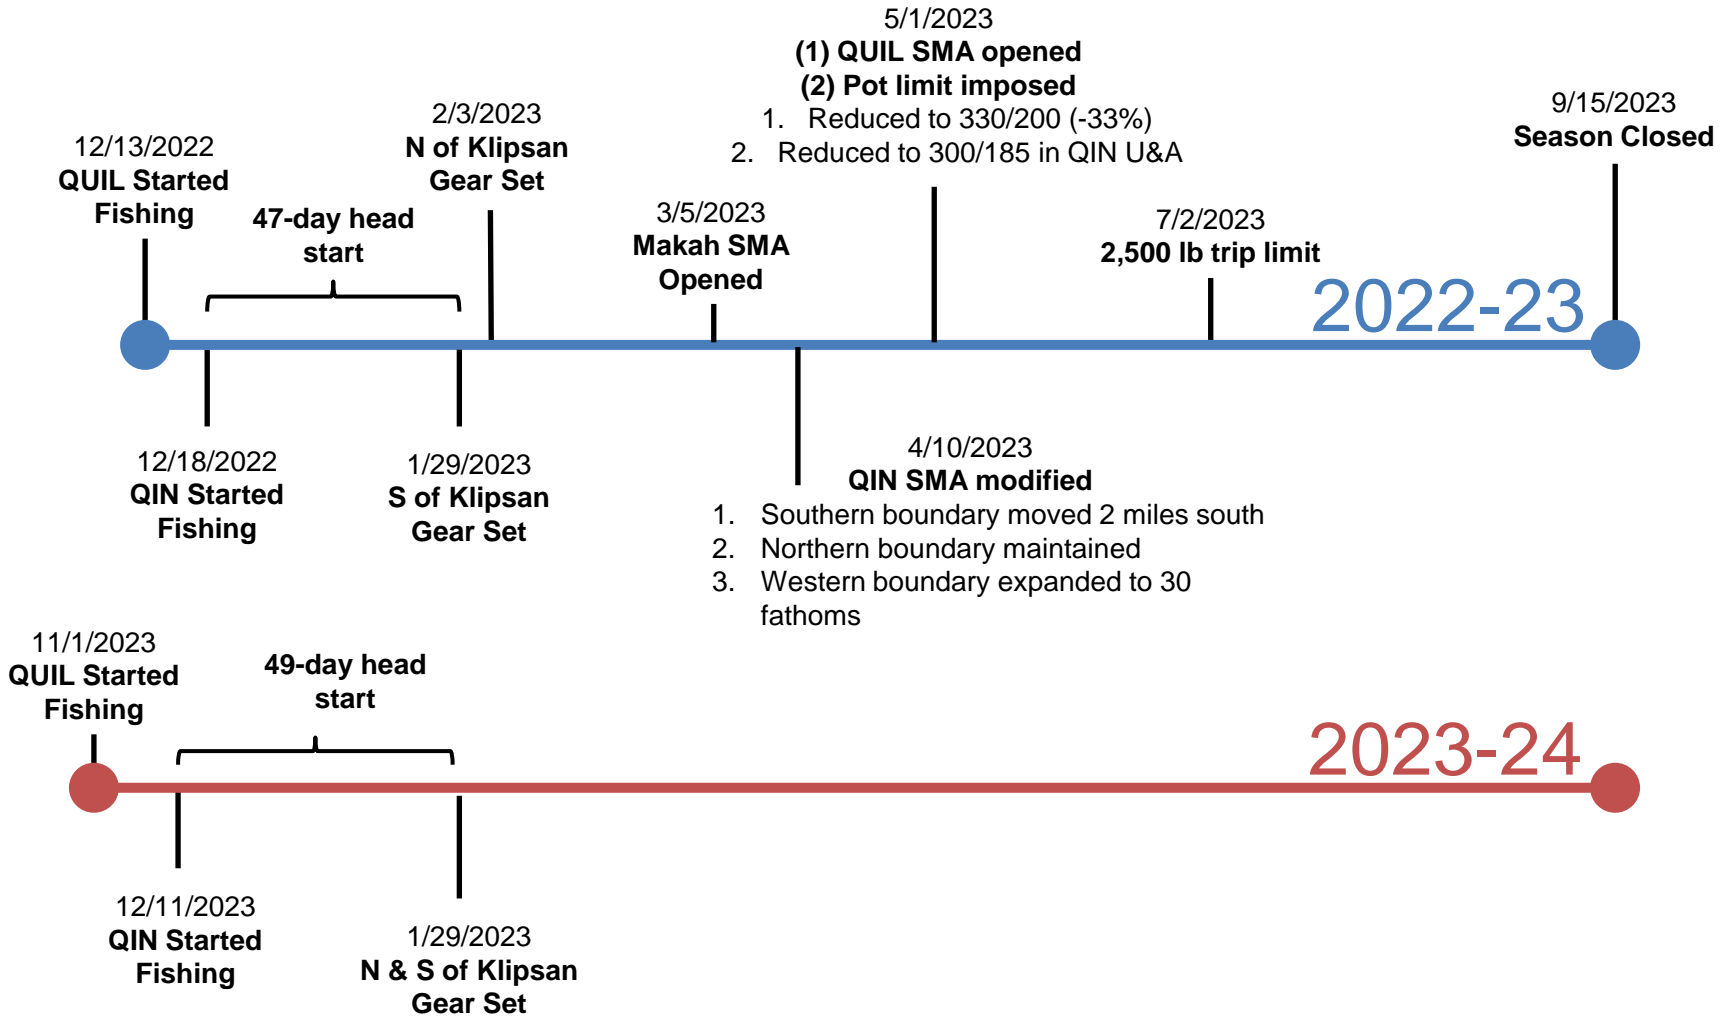 5/1/2023
(1) QUIL SMA opened
(2) Pot limit imposed
1. Reduced to 330/200 (-33%)
2. Reduced to 300/185 in QIN U&A
9/15/2023
Season Closed
2/3/2023
N of Klipsan
Gear Set
12/13/2022
QUIL Started
Fishing
47-day head
start
3/5/2023
Makah SMA
Opened
7/2/2023
2,500 lb trip limit
2022-23
12/18/2022
QIN Started
Fishing
1/29/2023
S of Klipsan
Gear Set
4/10/2023
QIN SMA modified
1. Southern boundary moved 2 miles south
2. Northern boundary maintained
3. Western boundary expanded to 30
fathoms
11/1/2023
QUIL Started
Fishing
49-day head
start
2023-24
12/11/2023
QIN Started
Fishing
1/29/2023
N & S of Klipsan
Gear Set